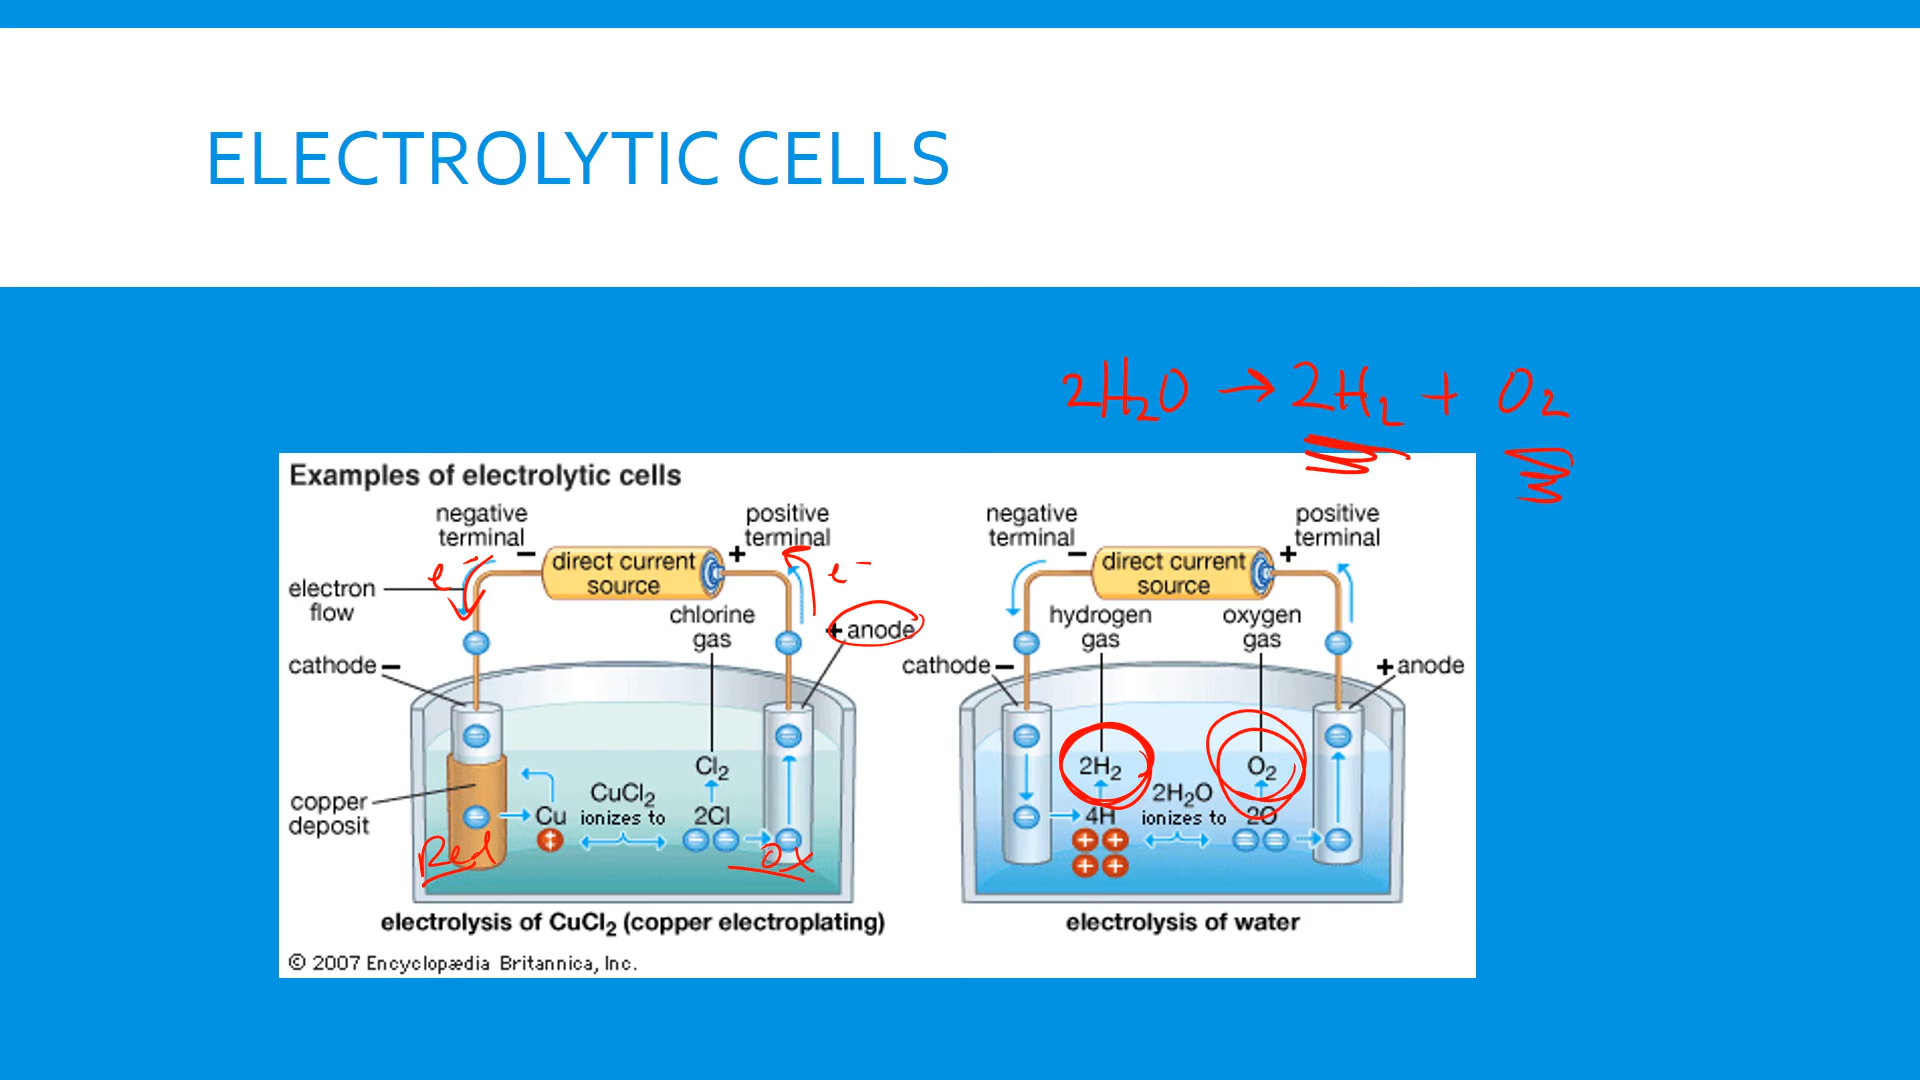 ELECTROLYTIC CELLS
2H₂O → 2H₂ + O₂
Examples of electrolytic cells
negative terminal −
direct current source
+ positive terminal
e⁻
e⁻
electron flow
chlorine gas
+ anode
cathode −
Cl₂
copper deposit
CuCl₂ ionizes to
Cu
2Cl
Red
Ox
electrolysis of CuCl₂ (copper electroplating)
negative terminal −
direct current source
+ positive terminal
hydrogen gas
oxygen gas
cathode −
+ anode
2H₂
O₂
2H₂O ionizes to
4H
2O
electrolysis of water
© 2007 Encyclopædia Britannica, Inc.